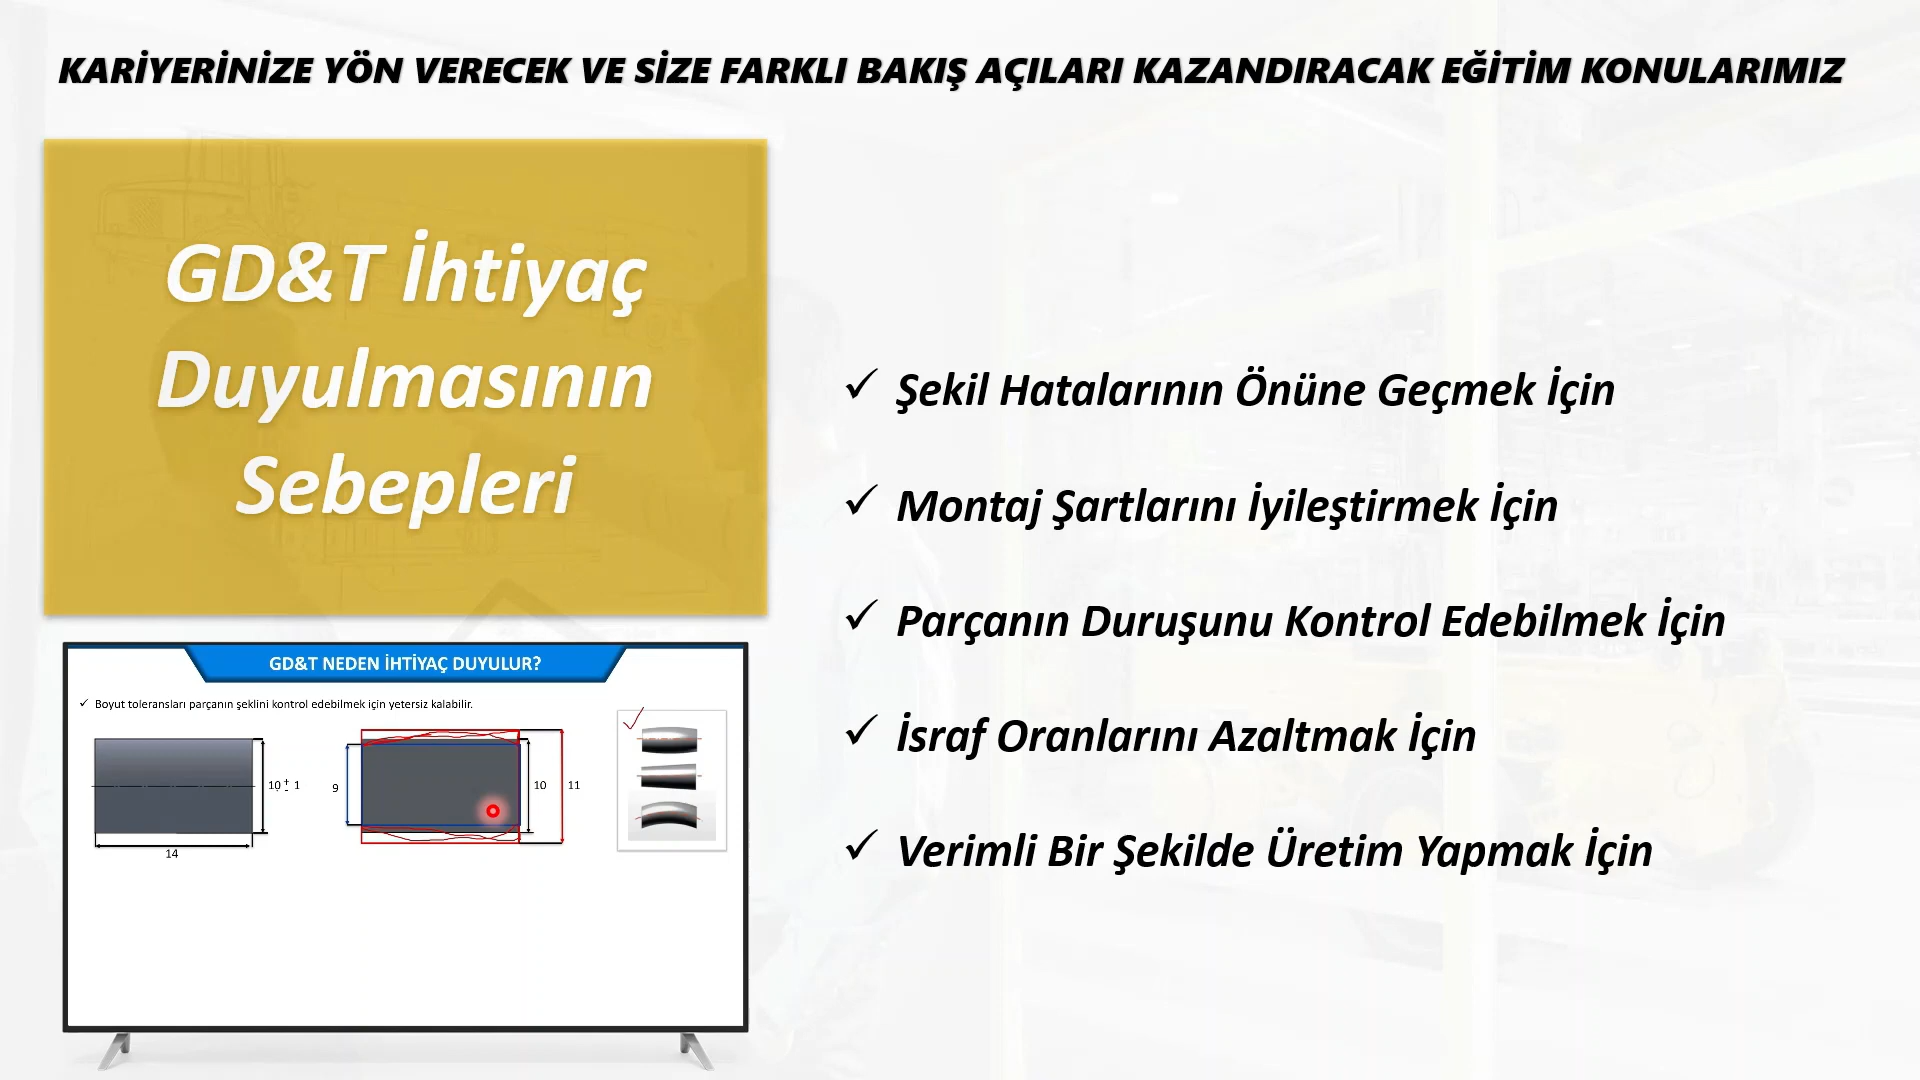 KARİYERİNİZE YÖN VERECEK VE SİZE FARKLI BAKIŞ AÇILARI KAZANDIRACAK EĞİTİM KONULARIMIZ
GD&T İhtiyaç
Duyulmasının
Sebepleri
✓ Şekil Hatalarının Önüne Geçmek İçin
✓ Montaj Şartlarını İyileştirmek İçin
✓ Parçanın Duruşunu Kontrol Edebilmek İçin
✓ İsraf Oranlarını Azaltmak İçin
✓ Verimli Bir Şekilde Üretim Yapmak İçin
GD&T NEDEN İHTİYAÇ DUYULUR?
✓ Boyut toleransları parçanın şeklini kontrol edebilmek için yetersiz kalabilir.
10 ± 1
14
9
10
11